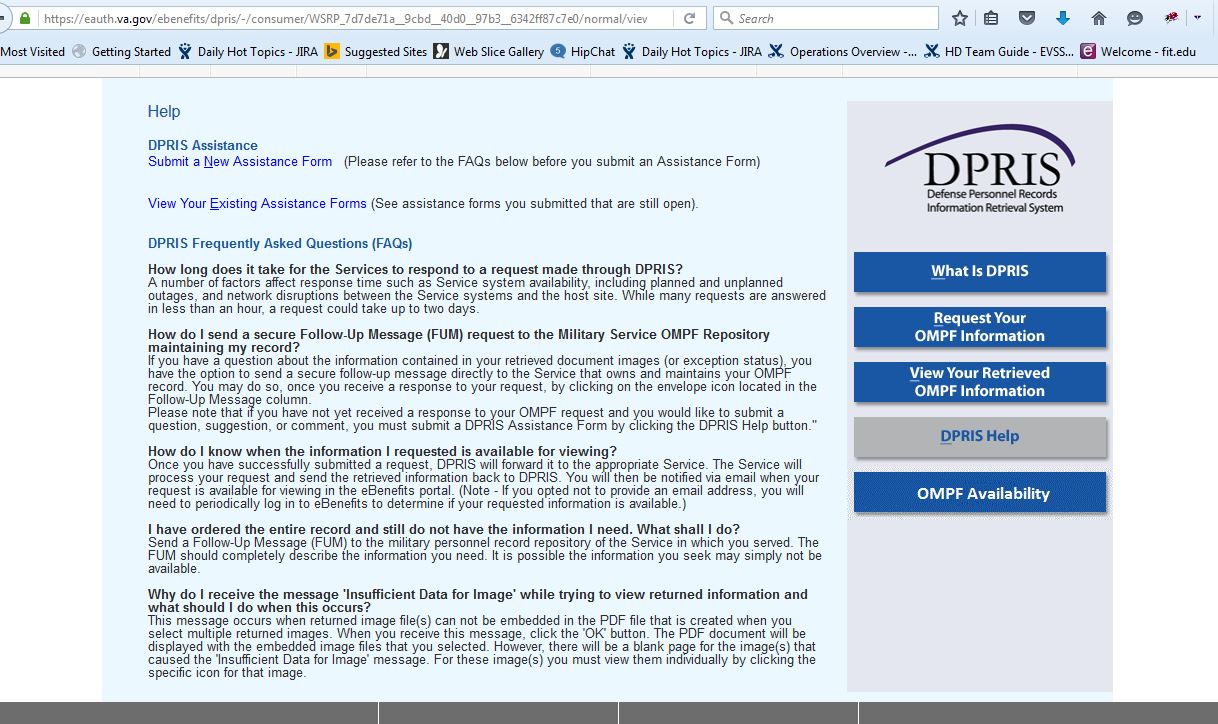 https://eauth.va.gov/ebenefits/dpris/-/consumer/WSRP_7d7de71a__9cbd__40d0__97b3__6342ff87c7e0/normal/view
Search
Most Visited Getting Started Daily Hot Topics - JIRA Suggested Sites Web Slice Gallery HipChat Daily Hot Topics - JIRA Operations Overview -... HD Team Guide - EVSS... Welcome - fit.edu
Help
DPRIS Assistance
Submit a New Assistance Form (Please refer to the FAQs below before you submit an Assistance Form)
View Your Existing Assistance Forms (See assistance forms you submitted that are still open).
DPRIS Frequently Asked Questions (FAQs)
How long does it take for the Services to respond to a request made through DPRIS?
A number of factors affect response time such as Service system availability, including planned and unplanned
outages, and network disruptions between the Service systems and the host site. While many requests are answered
in less than an hour, a request could take up to two days.
How do I send a secure Follow-Up Message (FUM) request to the Military Service OMPF Repository
maintaining my record?
If you have a question about the information contained in your retrieved document images (or exception status), you
have the option to send a secure follow-up message directly to the Service that owns and maintains your OMPF
record. You may do so, once you receive a response to your request, by clicking on the envelope icon located in the
Follow-Up Message column.
Please note that if you have not yet received a response to your OMPF request and you would like to submit a
question, suggestion, or comment, you must submit a DPRIS Assistance Form by clicking the DPRIS Help button."
How do I know when the information I requested is available for viewing?
Once you have successfully submitted a request, DPRIS will forward it to the appropriate Service. The Service will
process your request and send the retrieved information back to DPRIS. You will then be notified via email when your
request is available for viewing in the eBenefits portal. (Note - If you opted not to provide an email address, you will
need to periodically log in to eBenefits to determine if your requested information is available.)
I have ordered the entire record and still do not have the information I need. What shall I do?
Send a Follow-Up Message (FUM) to the military personnel record repository of the Service in which you served. The
FUM should completely describe the information you need. It is possible the information you seek may simply not be
available.
Why do I receive the message 'Insufficient Data for Image' while trying to view returned information and
what should I do when this occurs?
This message occurs when returned image file(s) can not be embedded in the PDF file that is created when you
select multiple returned images. When you receive this message, click the 'OK' button. The PDF document will be
displayed with the embedded image files that you selected. However, there will be a blank page for the image(s) that
caused the 'Insufficient Data for Image' message. For these image(s) you must view them individually by clicking the
specific icon for that image.
DPRIS
Defense Personnel Records
Information Retrieval System
What Is DPRIS
Request Your
OMPF Information
View Your Retrieved
OMPF Information
DPRIS Help
OMPF Availability